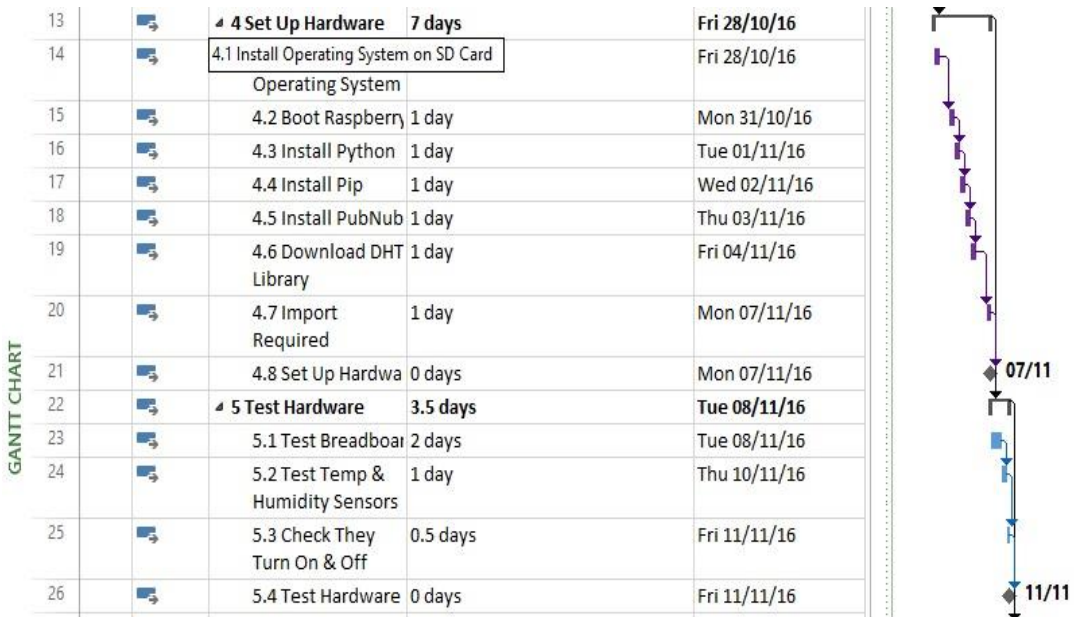 GANTT CHART
13 4 Set Up Hardware 7 days Fri 28/10/16
14 4.1 Install Operating System on SD Card Fri 28/10/16
Operating System
15 4.2 Boot Raspberry 1 day Mon 31/10/16
16 4.3 Install Python 1 day Tue 01/11/16
17 4.4 Install Pip 1 day Wed 02/11/16
18 4.5 Install PubNub 1 day Thu 03/11/16
19 4.6 Download DHT 1 day Fri 04/11/16
Library
20 4.7 Import 1 day Mon 07/11/16
Required
21 4.8 Set Up Hardwa 0 days Mon 07/11/16 07/11
22 5 Test Hardware 3.5 days Tue 08/11/16
23 5.1 Test Breadboar 2 days Tue 08/11/16
24 5.2 Test Temp & 1 day Thu 10/11/16
Humidity Sensors
25 5.3 Check They 0.5 days Fri 11/11/16
Turn On & Off
26 5.4 Test Hardware 0 days Fri 11/11/16 11/11